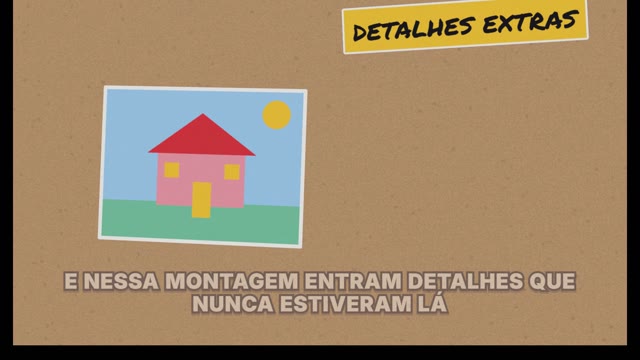 DETALHES EXTRAS
E NESSA MONTAGEM ENTRAM DETALHES QUE
NUNCA ESTIVERAM LÁ